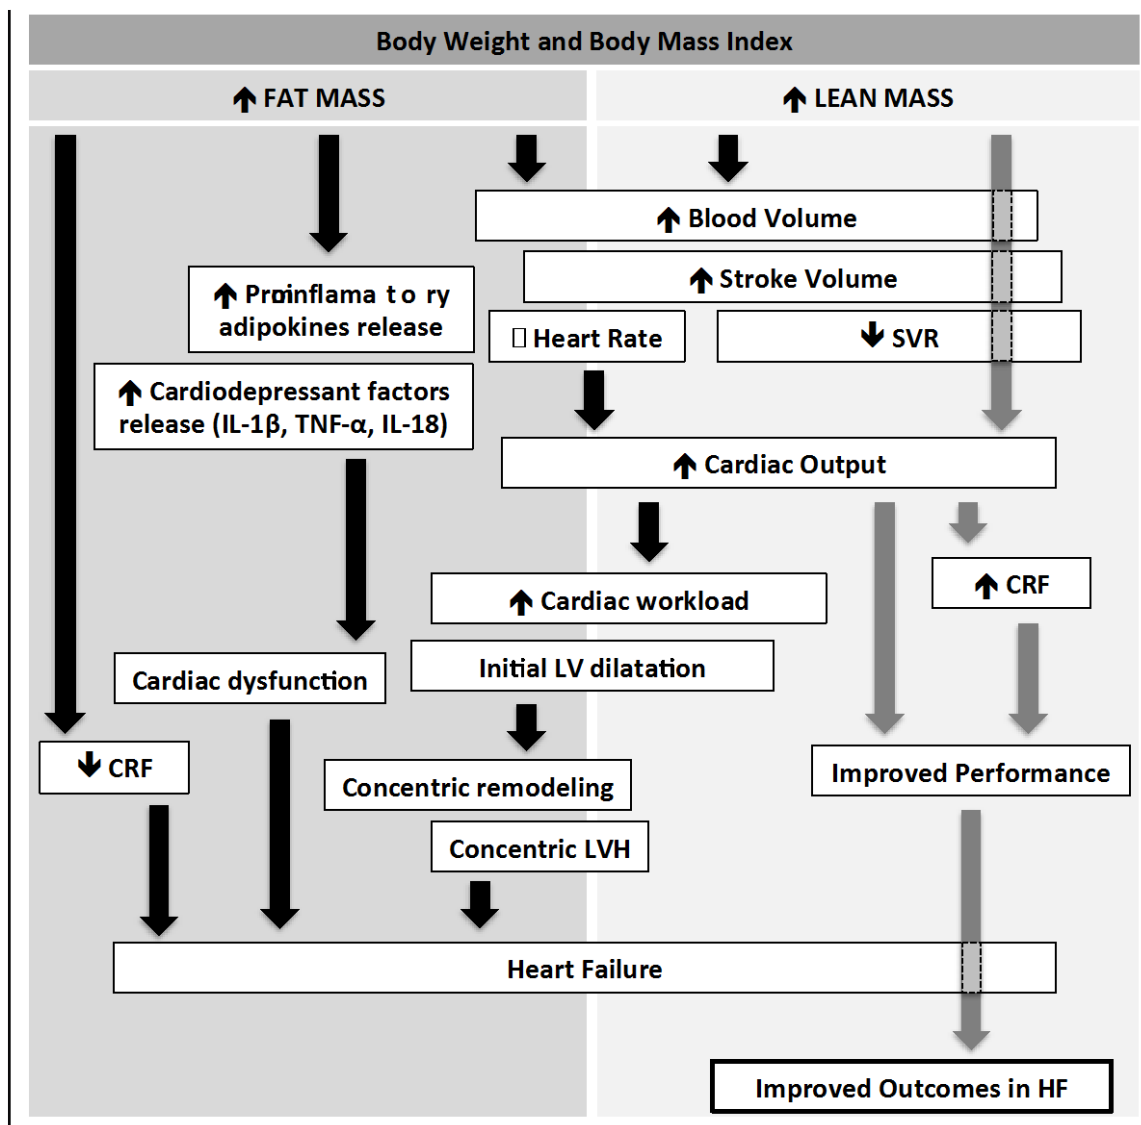 Body Weight and Body Mass Index
🡹 FAT MASS
🡹 LEAN MASS
🡹 Blood Volume
🡹 Stroke Volume
🡹 Proinflama t o ry
adipokines release
□ Heart Rate
🡻 SVR
🡹 Cardiodepressant factors
release (IL-1β, TNF-α, IL-18)
🡹 Cardiac Output
🡹 CRF
🡹 Cardiac workload
Initial LV dilatation
Cardiac dysfunction
🡻 CRF
Concentric remodeling
Improved Performance
Concentric LVH
Heart Failure
Improved Outcomes in HF